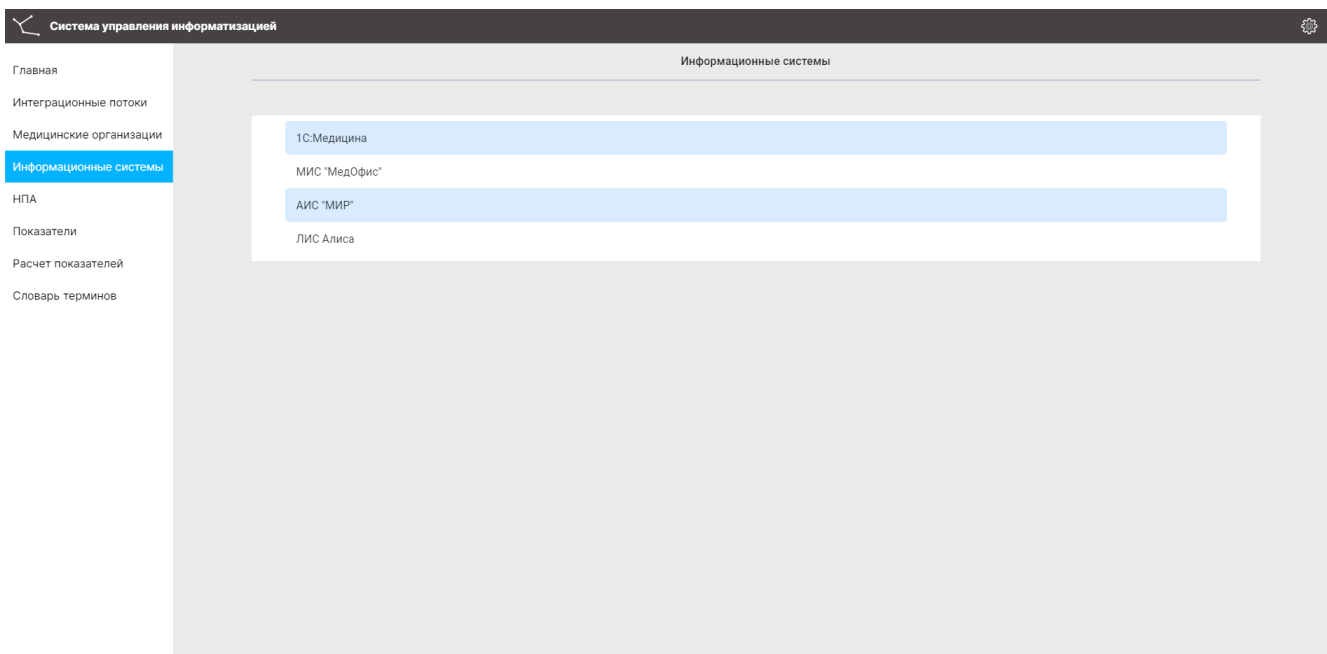 Система управления информатизацией
Главная
Интеграционные потоки
Медицинские организации
Информационные системы
НПА
Показатели
Расчет показателей
Словарь терминов
Информационные системы
1С:Медицина
МИС "МедОфис"
АИС "МИР"
ЛИС Алиса